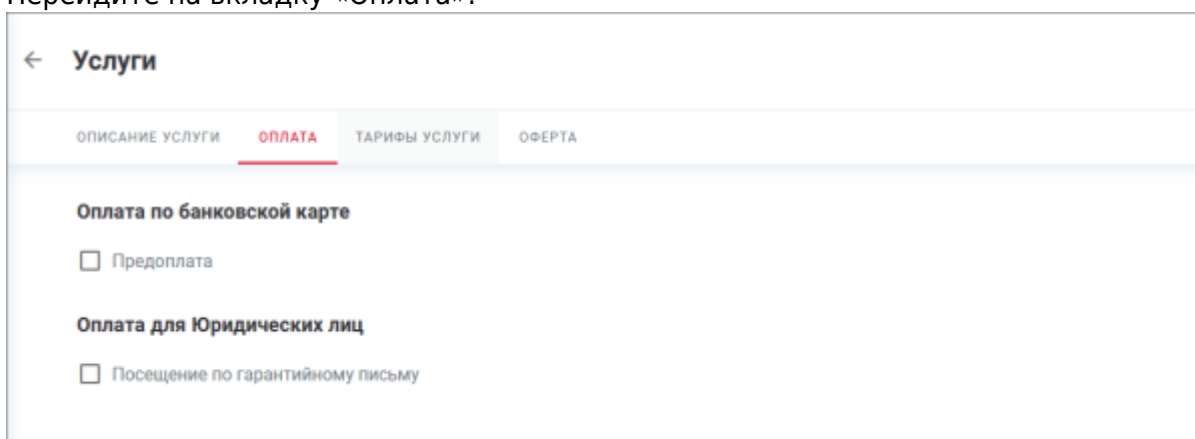 Перейдите на вкладку «Оплата».
Услуги
ОПИСАНИЕ УСЛУГИ ОПЛАТА ТАРИФЫ УСЛУГИ ОФЕРТА
Оплата по банковской карте
Предоплата
Оплата для Юридических лиц
Посещение по гарантийному письму